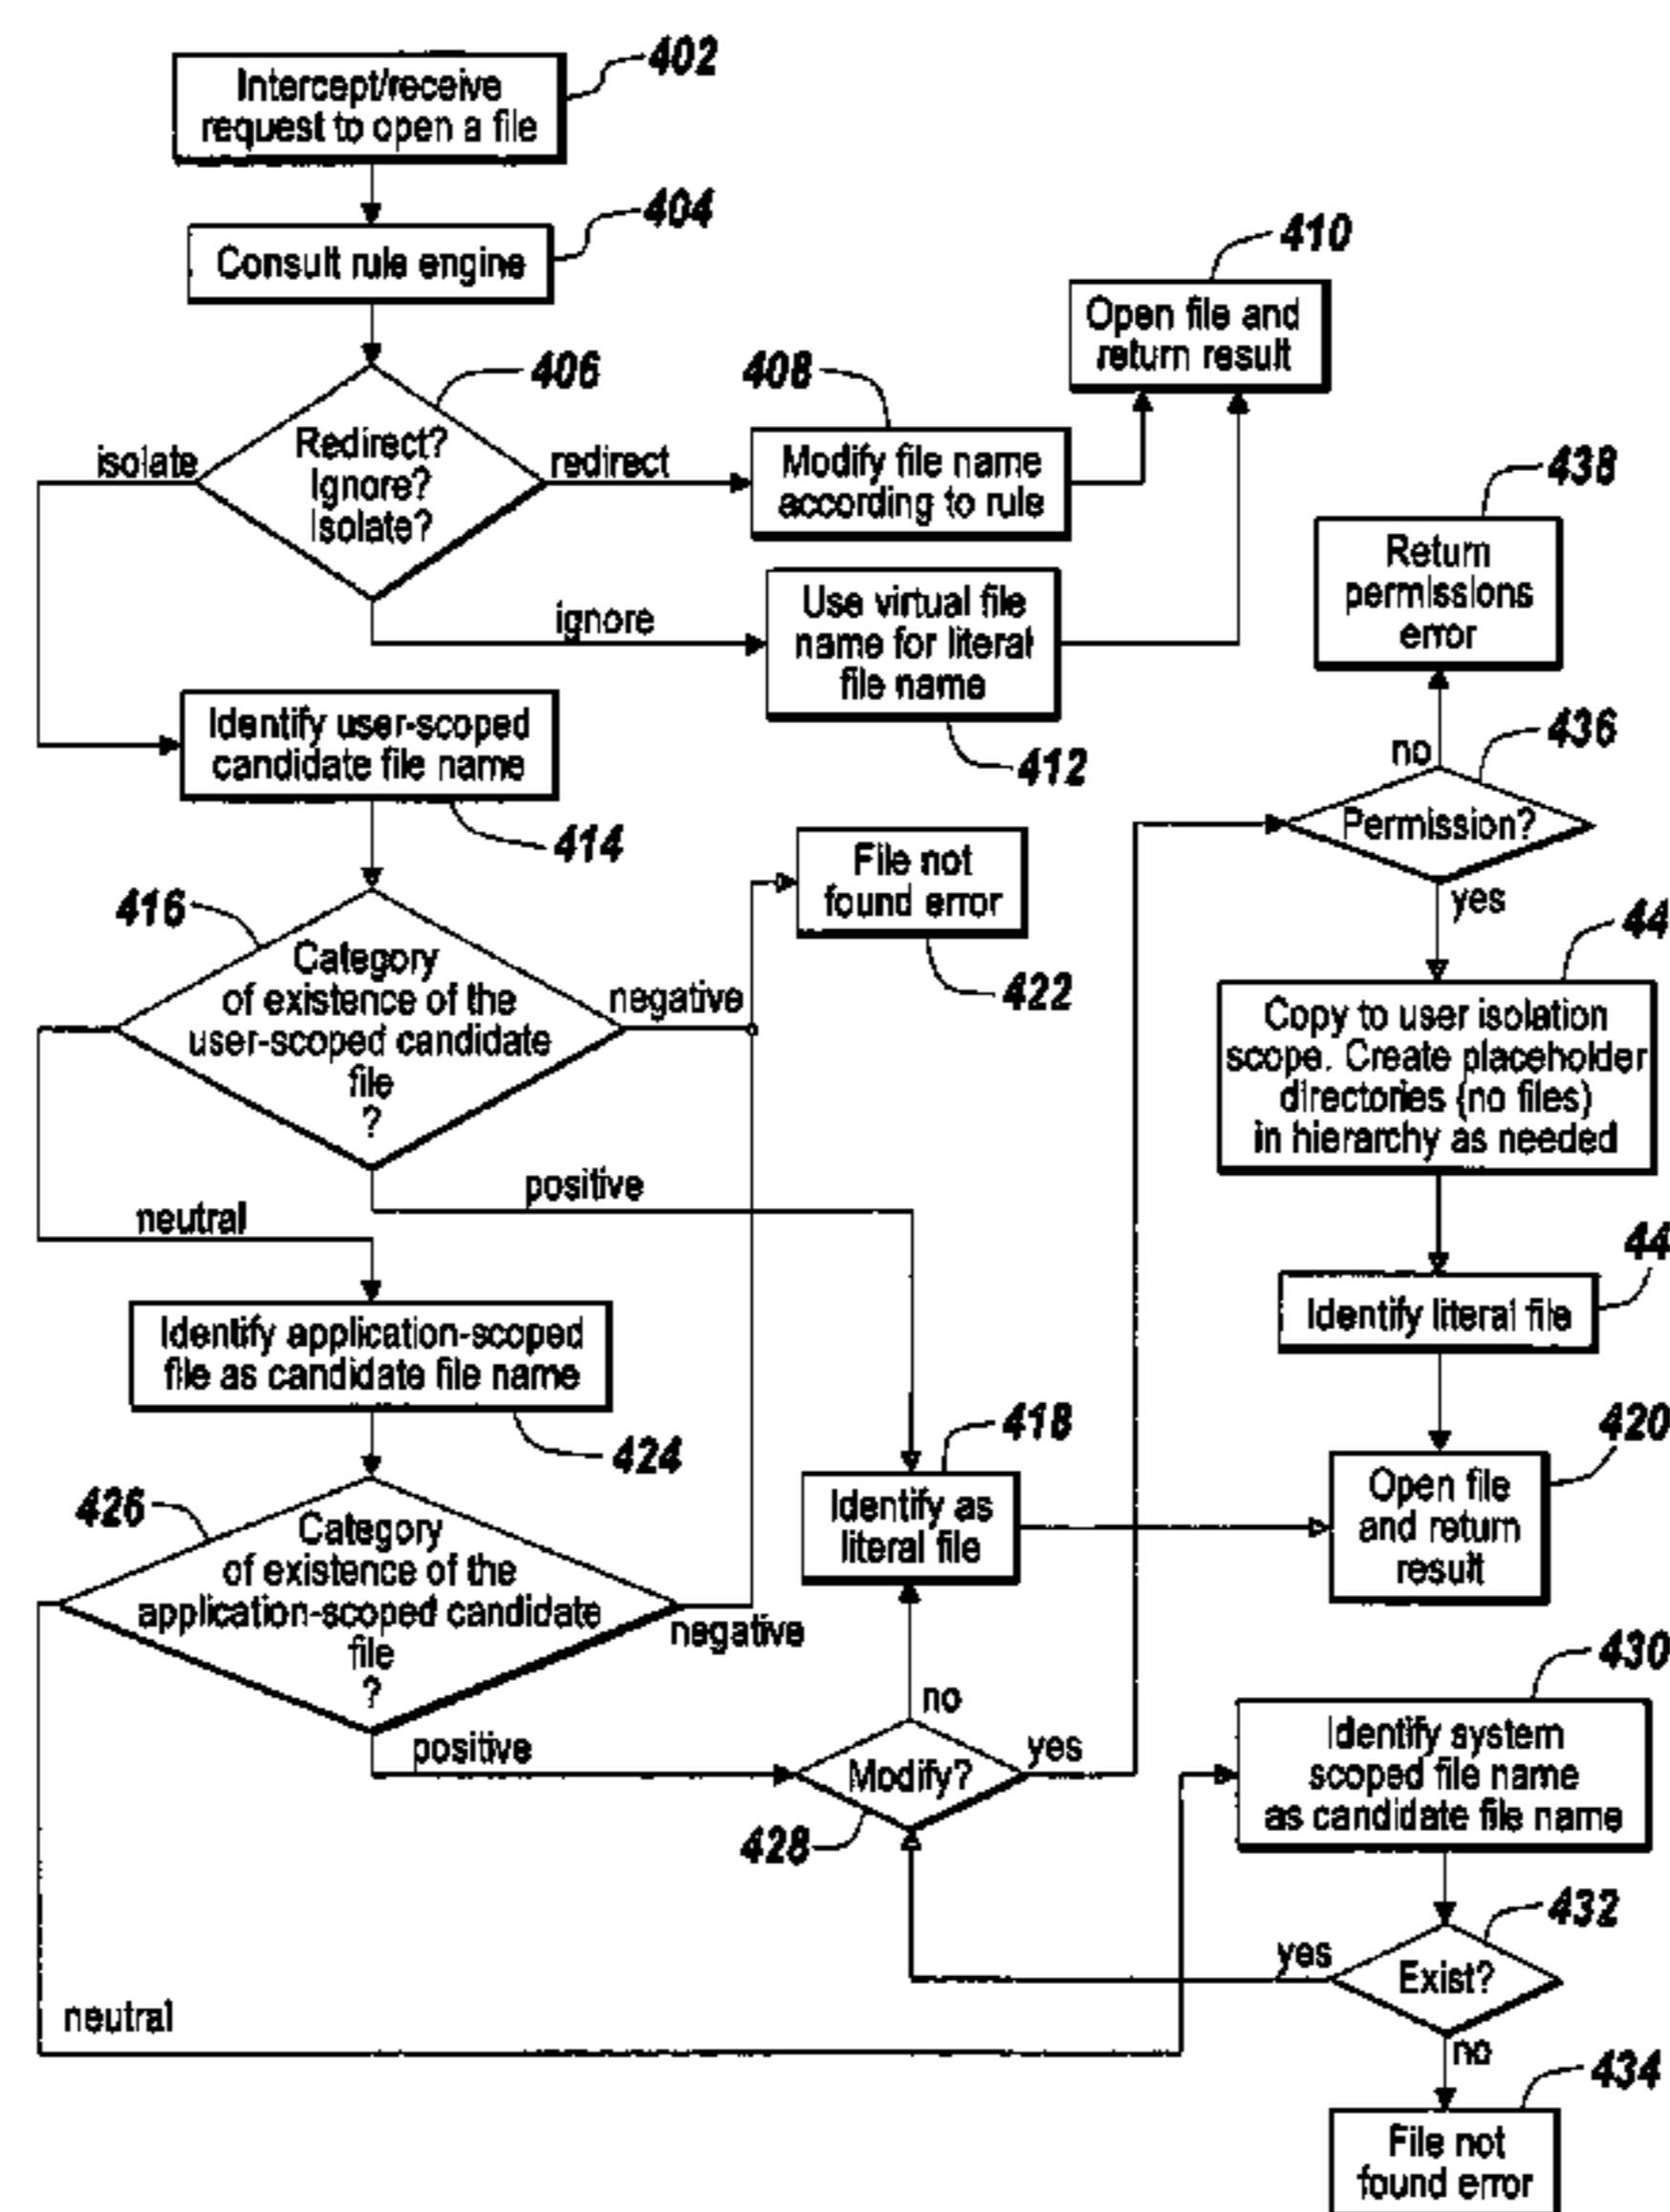 402
Intercept/receive
request to open a file
404
Consult rule engine
406
Redirect?
Ignore?
Isolate?
isolate
redirect
ignore
408
Modify file name
according to rule
410
Open file and
return result
Use virtual file
name for literal
file name
412
Identify user-scoped
candidate file name
414
416
Category
of existence of the
user-scoped candidate
file
?
negative
positive
neutral
File not
found error
422
Identify application-scoped
file as candidate file name
424
426
Category
of existence of the
application-scoped candidate
file
?
negative
positive
neutral
418
Identify as
literal file
no
Modify?
yes
428
438
Return
permissions
error
no
436
Permission?
yes
44
Copy to user isolation
scope. Create placeholder
directories (no files)
in hierarchy as needed
44
Identify literal file
420
Open file
and return
result
430
Identify system
scoped file name
as candidate file name
432
Exist?
yes
no
434
File not
found error